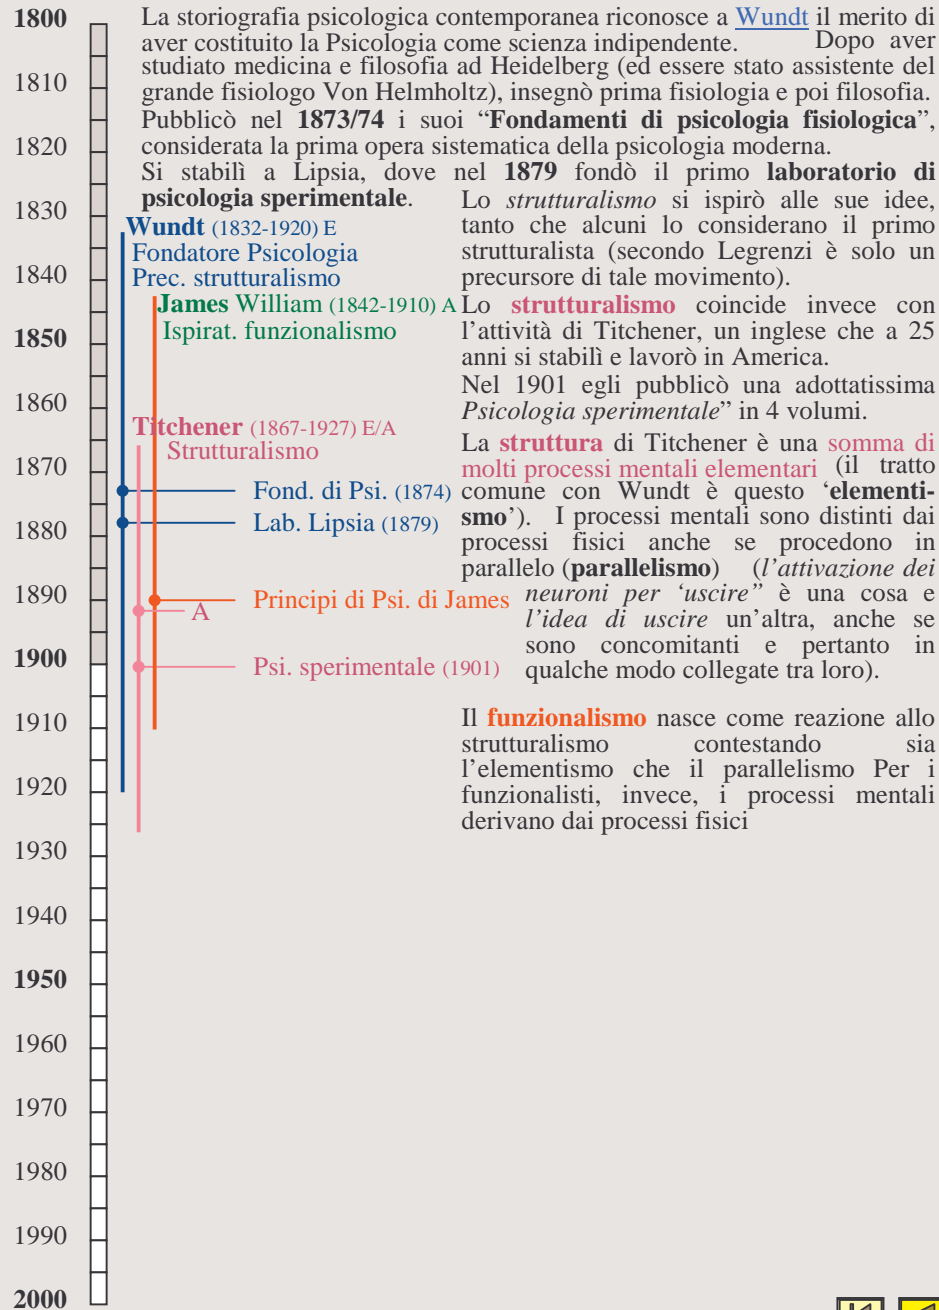 La storiografia psicologica contemporanea riconosce a Wundt il merito di
aver costituito la Psicologia come scienza indipendente. Dopo aver
studiato medicina e filosofia ad Heidelberg (ed essere stato assistente del
grande fisiologo Von Helmholtz), insegnò prima fisiologia e poi filosofia.
Pubblicò nel 1873/74 i suoi “Fondamenti di psicologia fisiologica”,
considerata la prima opera sistematica della psicologia moderna.
Si stabilì a Lipsia, dove nel 1879 fondò il primo laboratorio di
psicologia sperimentale.
Lo strutturalismo si ispirò alle sue idee,
tanto che alcuni lo considerano il primo
strutturalista (secondo Legrenzi è solo un
precursore di tale movimento).
Lo strutturalismo coincide invece con
l’attività di Titchener, un inglese che a 25
anni si stabilì e lavorò in America.
Nel 1901 egli pubblicò una adottatissima
Psicologia sperimentale” in 4 volumi.
La struttura di Titchener è una somma di
molti processi mentali elementari (il tratto
comune con Wundt è questo ‘elementi-
smo’). I processi mentali sono distinti dai
processi fisici anche se procedono in
parallelo (parallelismo) (l’attivazione dei
neuroni per ‘uscire” è una cosa e
l’idea di uscire un’altra, anche se
sono concomitanti e pertanto in
qualche modo collegate tra loro).
Il funzionalismo nasce come reazione allo
strutturalismo contestando sia
l’elementismo che il parallelismo Per i
funzionalisti, invece, i processi mentali
derivano dai processi fisici
Wundt (1832-1920) E
Fondatore Psicologia
Prec. strutturalismo
James William (1842-1910) A
Ispirat. funzionalismo
Titchener (1867-1927) E/A
Strutturalismo
Fond. di Psi. (1874)
Lab. Lipsia (1879)
Principi di Psi. di James
A
Psi. sperimentale (1901)
1800
1810
1820
1830
1840
1850
1860
1870
1880
1890
1900
1910
1920
1930
1940
1950
1960
1970
1980
1990
2000